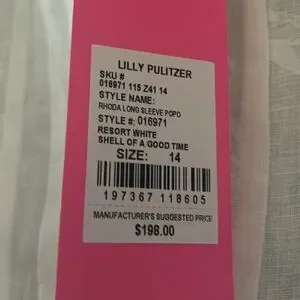 LILLY PULITZER
SKU #
016971 115 Z41 14
STYLE NAME:
RHODA LONG SLEEVE POPO
STYLE #: 016971
RESORT WHITE
SHELL OF A GOOD TIME
SIZE: 14
197367 118605
MANUFACTURER'S SUGGESTED PRICE
$198.00